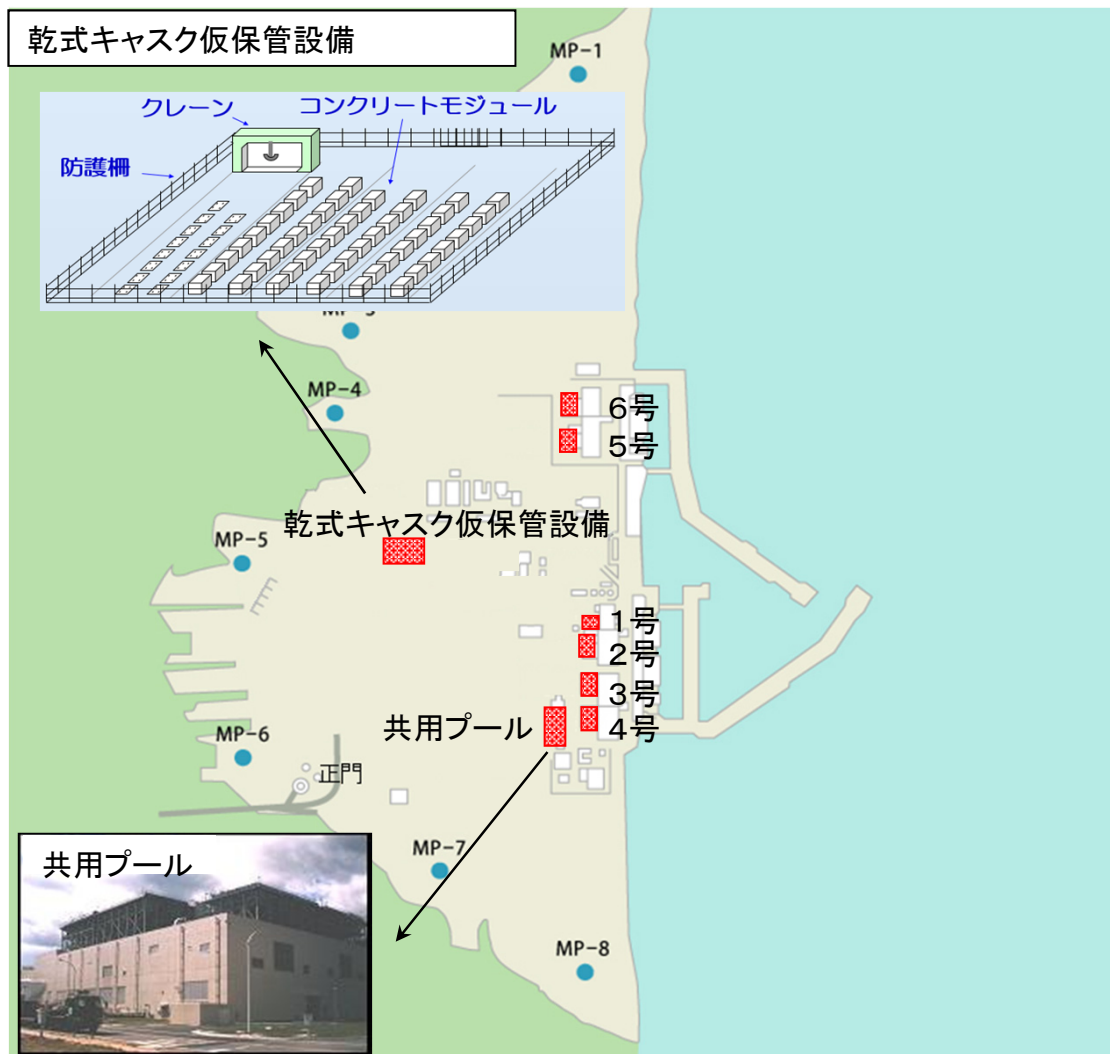 乾式キャスク仮保管設備
MP-1
クレーン
コンクリートモジュール
防護柵
MP-4
6号
5号
乾式キャスク仮保管設備
MP-5
1号
2号
3号
共用プール
4号
MP-6
正門
MP-7
共用プール
MP-8